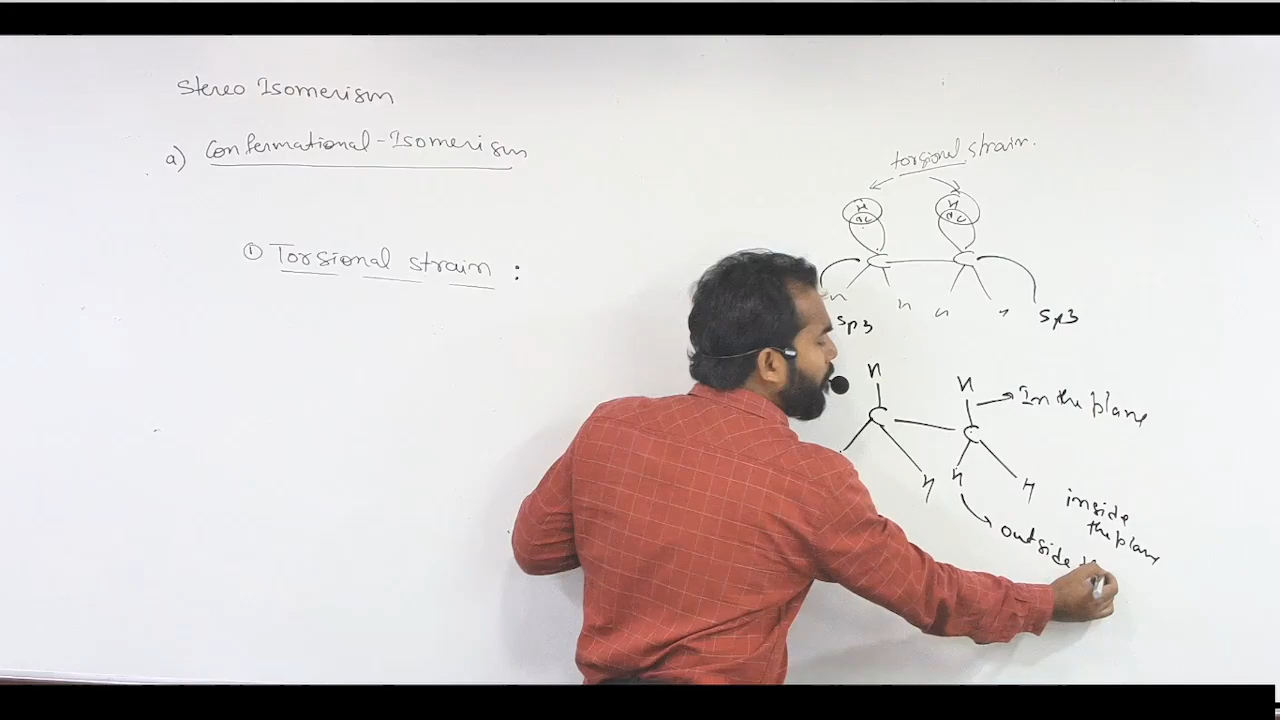 Stereo Isomerism
a) Conformational-Isomerism
① Torsional strain :
torsional strain.
H H
C C
H H H
sp3 sp3
H H
In the plane
C C
H H H
inside
the plane
outside